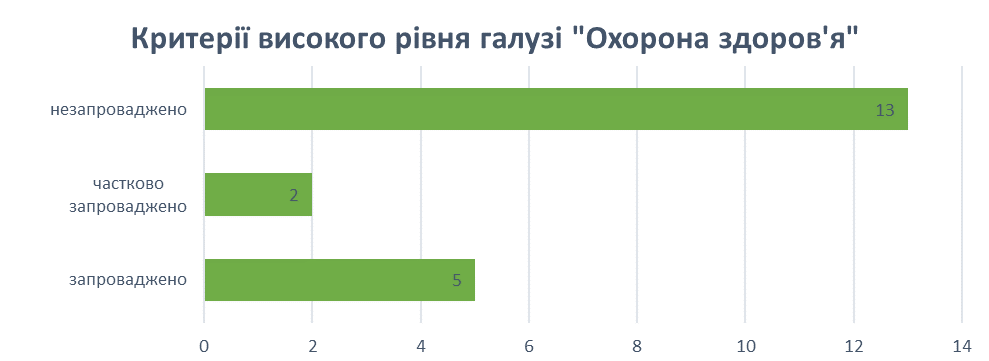 Критерії високого рівня галузі "Охорона здоров'я"
незапроваджено
13
частково
запроваджено
2
запроваджено
5
0 2 4 6 8 10 12 14